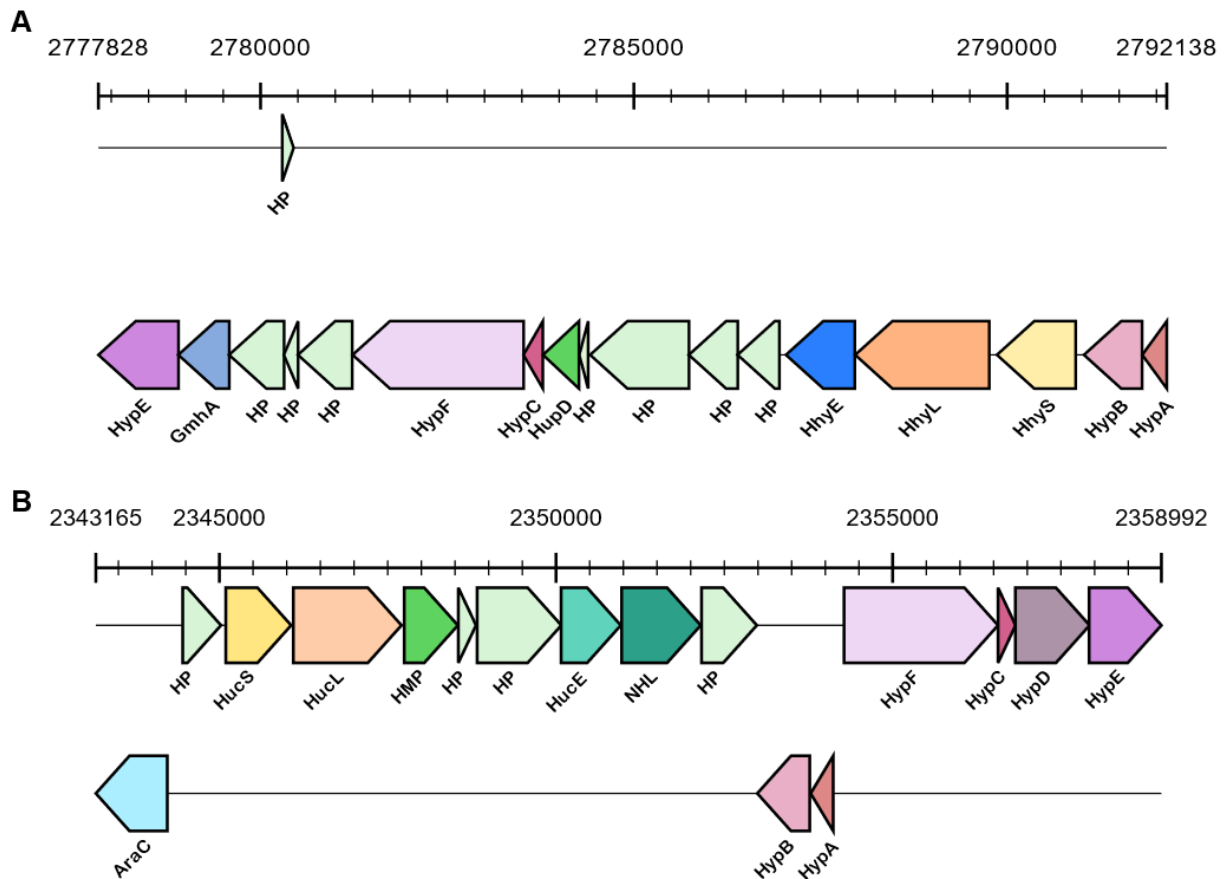 A
2777828 2780000 2785000 2790000 2792138
HP
HypE GmhA HP HP HP HypF HypC HupD HP HP HP HP HhyE HhyL HhyS HypB HypA
B
2343165 2345000 2350000 2355000 2358992
HP HucS HucL HMP HP HP HucE NHL HP HypF HypC HypD HypE
AraC HypB HypA